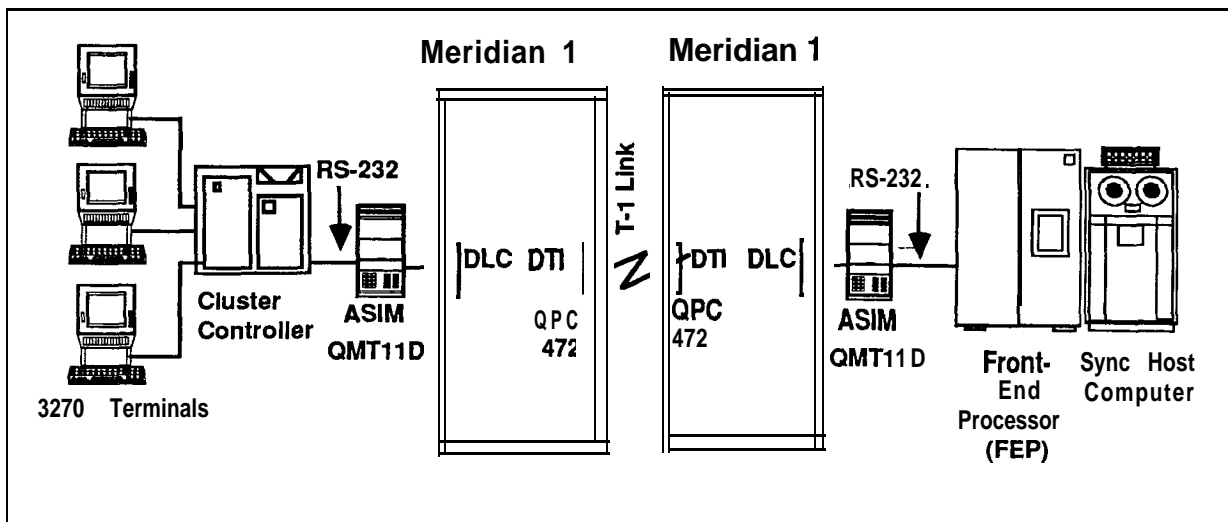 Meridian 1
Meridian 1
RS-232
T-1 Link
RS-232
DLC DTI
DTI DLC
Cluster
Controller
ASIM
QMT11D
QPC
472
QPC
472
ASIM
QMT11D
3270 Terminals
Front-
End
Processor
(FEP)
Sync Host
Computer